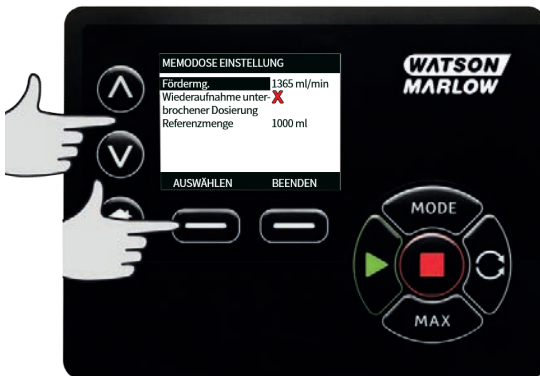 MEMODOSE EINSTELLUNG
WATSON
MARLOW
Fördermg. 1365 ml/min
Wiederaufnahme unter-
brochener Dosierung
Referenzmenge 1000 ml
AUSWÄHLEN BEENDEN
MODE
MAX